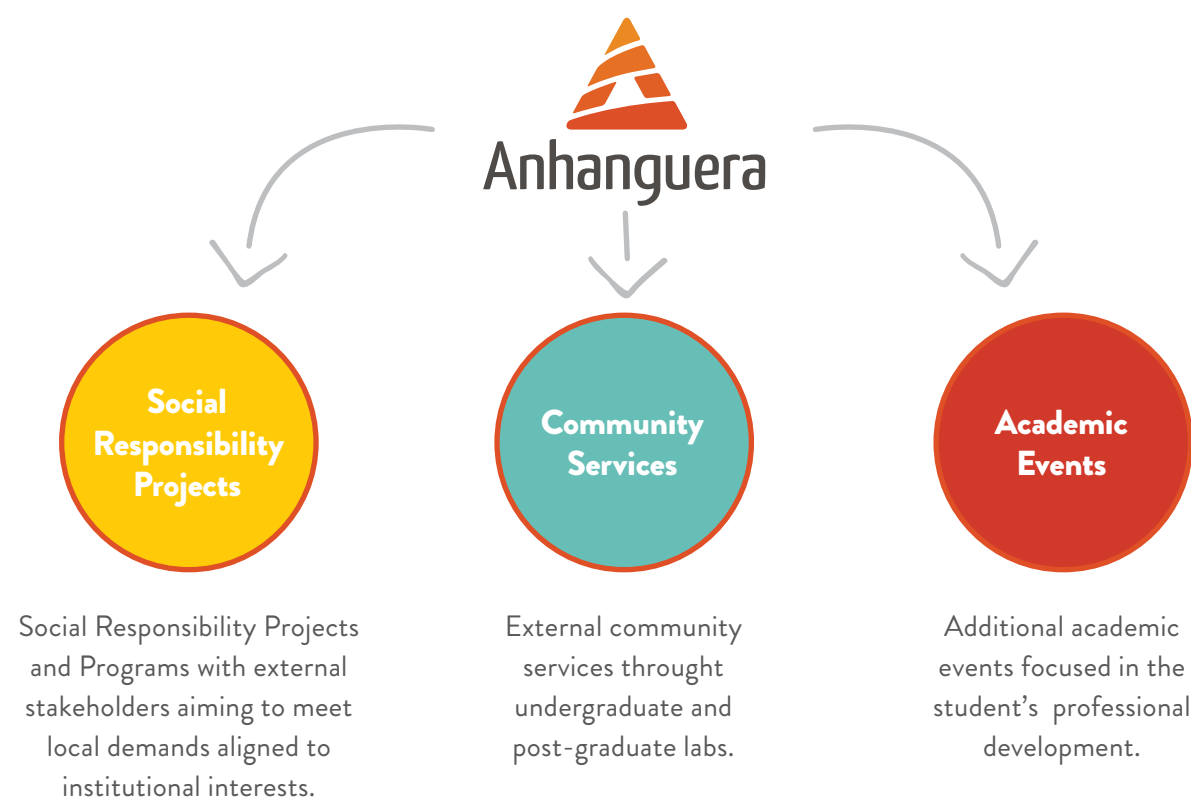 Anhanguera
Social
Responsibility
Projects
Community
Services
Academic
Events
Social Responsibility Projects
and Programs with external
stakeholders aiming to meet
local demands aligned to
institutional interests.
External community
services throught
undergraduate and
post-graduate labs.
Additional academic
events focused in the
student’s  professional
development.